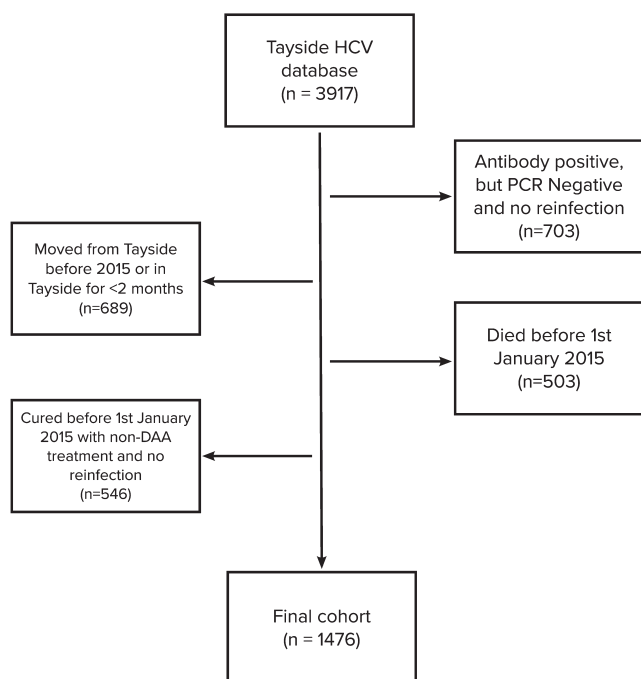 Tayside HCV
database
(n = 3917)
Antibody positive,
but PCR Negative
and no reinfection
(n=703)
Moved from Tayside
before 2015 or in
Tayside for <2 months
(n=689)
Died before 1st
January 2015
(n=503)
Cured before 1st January
2015 with non-DAA
treatment and no
reinfection
(n=546)
Final cohort
(n = 1476)